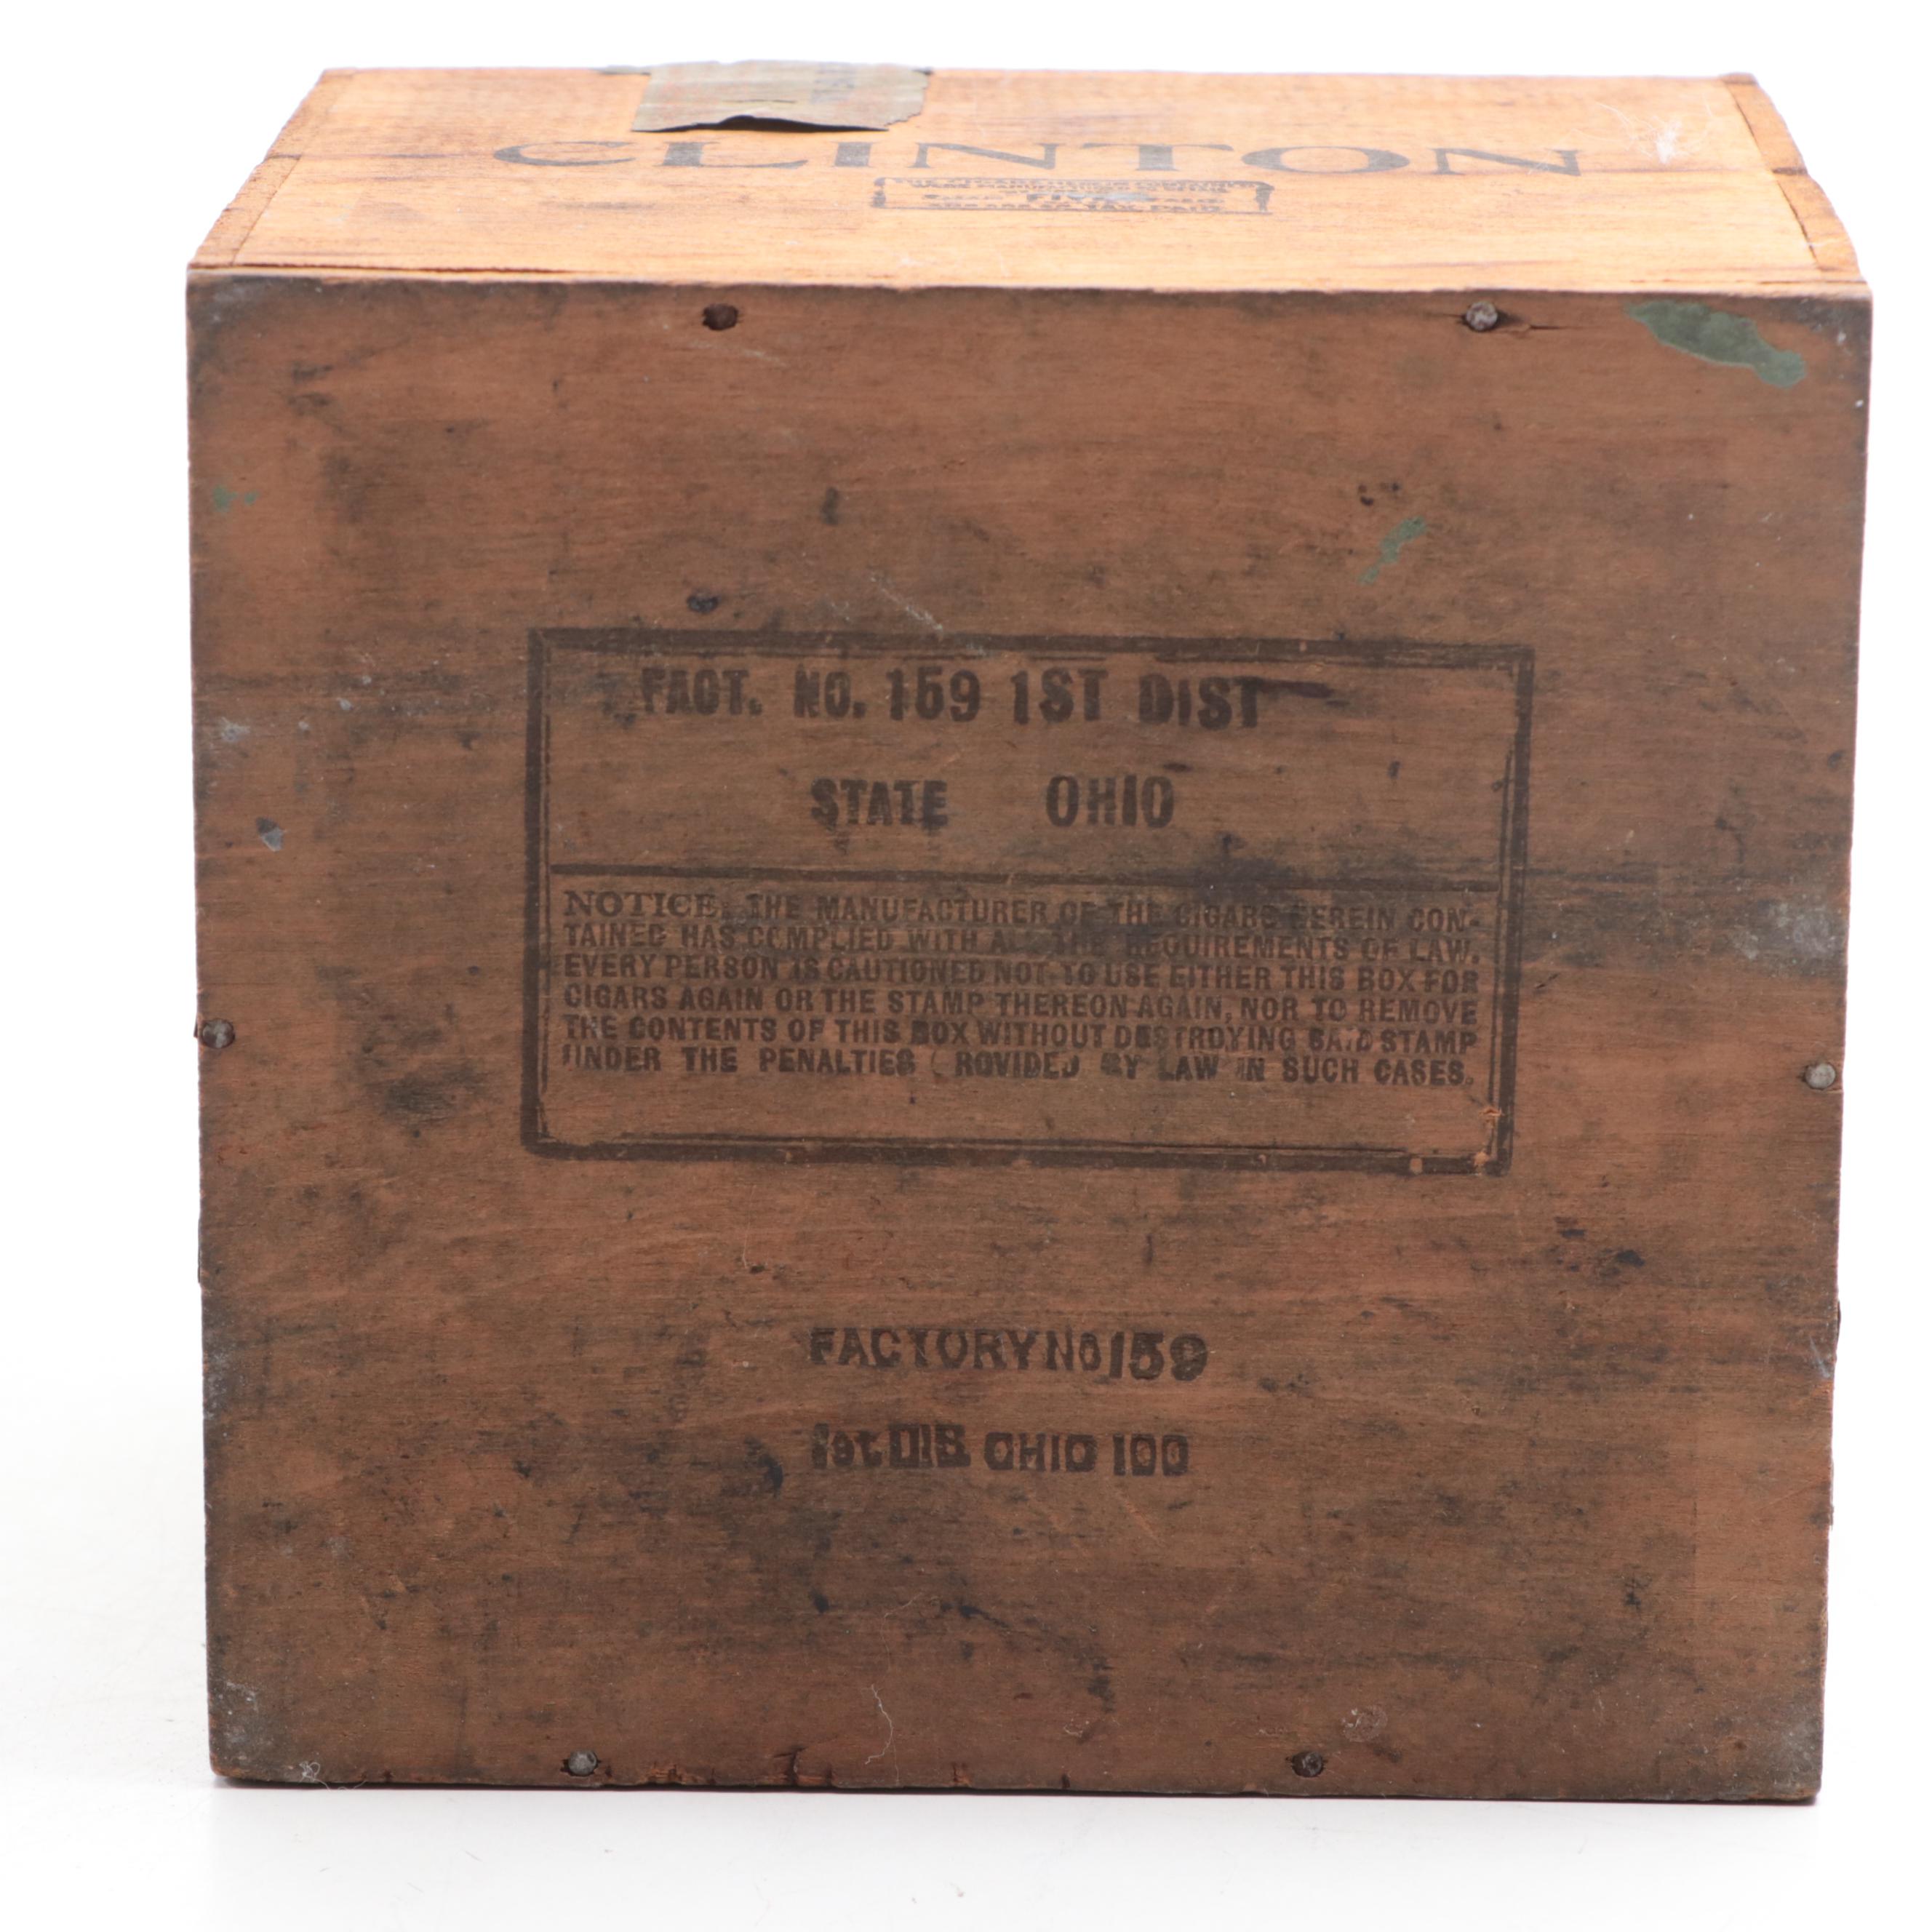 CLINTON
FACT. NO. 159 1ST DIST
STATE OHIO
NOTICE. THE MANUFACTURER OF THE CIGARS HEREIN CON-
TAINED HAS COMPLIED WITH ALL THE REQUIREMENTS OF LAW.
EVERY PERSON IS CAUTIONED NOT TO USE EITHER THIS BOX FOR
CIGARS AGAIN OR THE STAMP THEREON AGAIN, NOR TO REMOVE
THE CONTENTS OF THIS BOX WITHOUT DESTROYING SAID STAMP
UNDER THE PENALTIES PROVIDED BY LAW IN SUCH CASES.
FACTORY NO 159
1st. DIS. OHIO 100